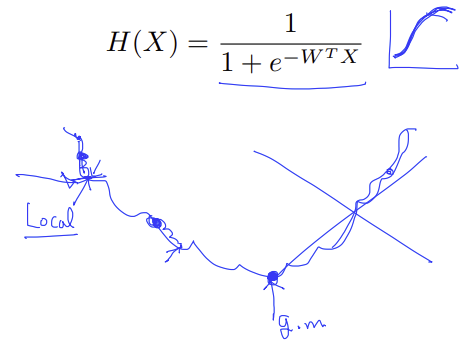 H(X) = 1 / (1 + e^{-W^T X})
Local
g.m